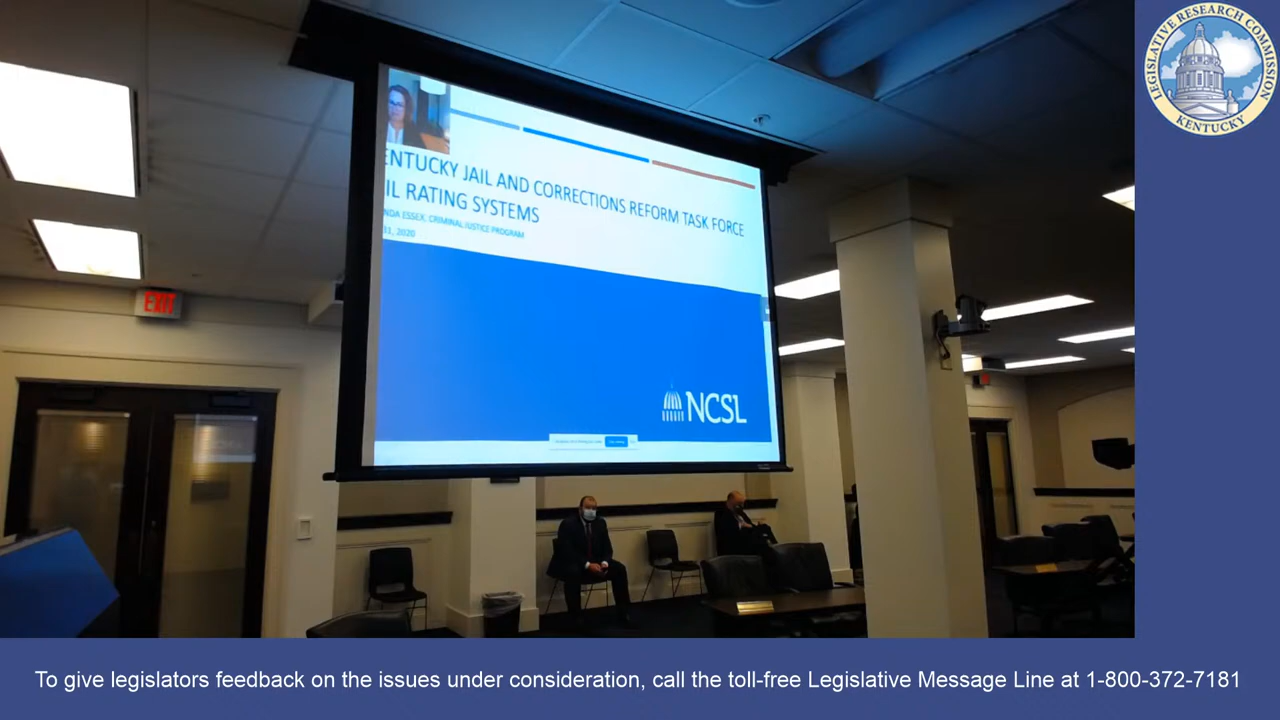 LEGISLATIVE RESEARCH COMMISSION
KENTUCKY
ENTUCKY JAIL AND CORRECTIONS REFORM TASK FORCE
IL RATING SYSTEMS
NDA ESSEX, CRIMINAL JUSTICE PROGRAM
31, 2020
EXIT
NCSL
To give legislators feedback on the issues under consideration, call the toll-free Legislative Message Line at 1-800-372-7181